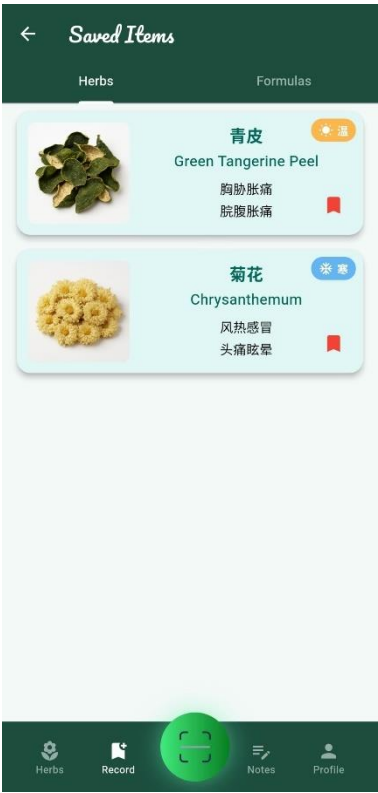 Saved Items
Herbs
Formulas
青皮
温
Green Tangerine Peel
胸胁胀痛
脘腹胀痛
菊花
寒
Chrysanthemum
风热感冒
头痛眩晕
Herbs
Record
Notes
Profile